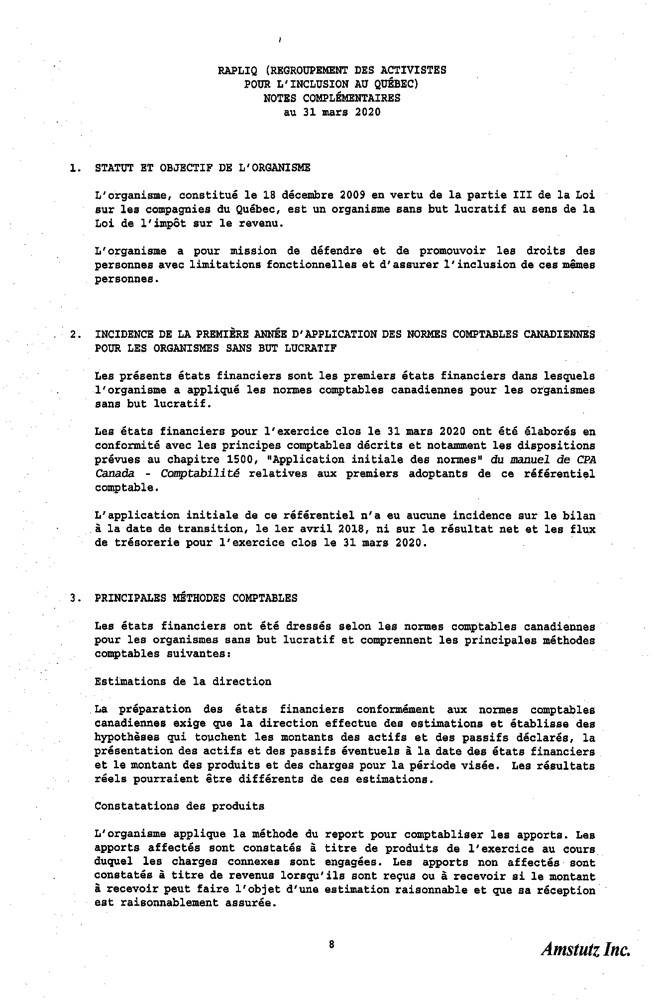 RAPLIQ (REGROUPEMENT DES ACTIVISTES
POUR L'INCLUSION AU QUÉBEC)
NOTES COMPLÉMENTAIRES
au 31 mars 2020
1. STATUT ET OBJECTIF DE L'ORGANISME
L'organisme, constitué le 18 décembre 2009 en vertu de la partie III de la Loi
sur les compagnies du Québec, est un organisme sans but lucratif au sens de la
Loi de l'impôt sur le revenu.
L'organisme a pour mission de défendre et de promouvoir les droits des
personnes avec limitations fonctionnelles et d'assurer l'inclusion de ces mêmes
personnes.
2. INCIDENCE DE LA PREMIÈRE ANNÉE D'APPLICATION DES NORMES COMPTABLES CANADIENNES
POUR LES ORGANISMES SANS BUT LUCRATIF
Les présents états financiers sont les premiers états financiers dans lesquels
l'organisme a appliqué les normes comptables canadiennes pour les organismes
sans but lucratif.
Les états financiers pour l'exercice clos le 31 mars 2020 ont été élaborés en
conformité avec les principes comptables décrits et notamment les dispositions
prévues au chapitre 1500, "Application initiale des normes" du manuel de CPA
Canada - Comptabilité relatives aux premiers adoptants de ce référentiel
comptable.
L'application initiale de ce référentiel n'a eu aucune incidence sur le bilan
à la date de transition, le 1er avril 2018, ni sur le résultat net et les flux
de trésorerie pour l'exercice clos le 31 mars 2020.
3. PRINCIPALES MÉTHODES COMPTABLES
Les états financiers ont été dressés selon les normes comptables canadiennes
pour les organismes sans but lucratif et comprennent les principales méthodes
comptables suivantes:
Estimations de la direction
La préparation des états financiers conformément aux normes comptables
canadiennes exige que la direction effectue des estimations et établisse des
hypothèses qui touchent les montants des actifs et des passifs déclarés, la
présentation des actifs et des passifs éventuels à la date des états financiers
et le montant des produits et des charges pour la période visée. Les résultats
réels pourraient être différents de ces estimations.
Constatations des produits
L'organisme applique la méthode du report pour comptabliser les apports. Les
apports affectés sont constatés à titre de produits de l'exercice au cours
duquel les charges connexes sont engagées. Les apports non affectés sont
constatés à titre de revenus lorsqu'ils sont reçus ou à recevoir si le montant
à recevoir peut faire l'objet d'une estimation raisonnable et que sa réception
est raisonnablement assurée.
8
Amstutz Inc.